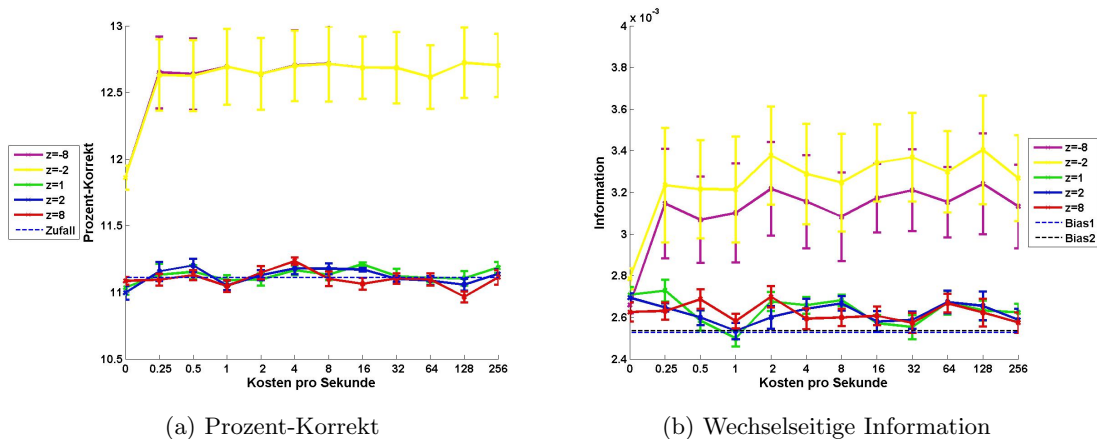 13
12.5
12
11.5
11
10.5
Prozent-Korrekt
z=-8
z=-2
z=1
z=2
z=8
Zufall
0 0.25 0.5 1 2 4 8 16 32 64 128 256
Kosten pro Sekunde
(a) Prozent-Korrekt
x 10⁻³
4
3.8
3.6
3.4
3.2
3
2.8
2.6
2.4
Information
z=-8
z=-2
z=1
z=2
z=8
Bias1
Bias2
0 0.25 0.5 1 2 4 8 16 32 64 128 256
Kosten pro Sekunde
(b) Wechselseitige Information